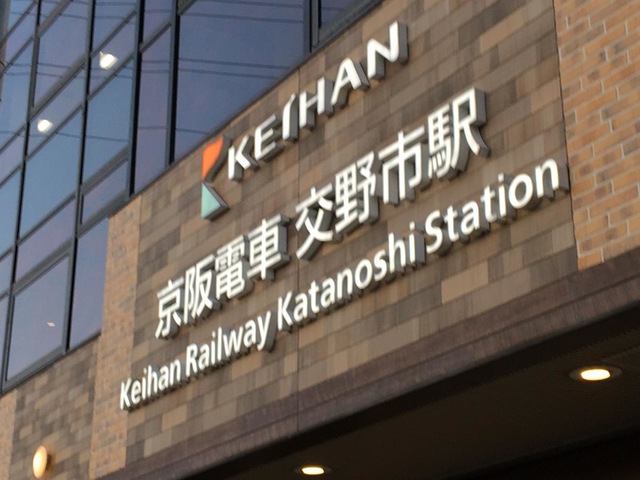 KEIHAN
京阪電車 交野市駅
Keihan Railway Katanoshi Station